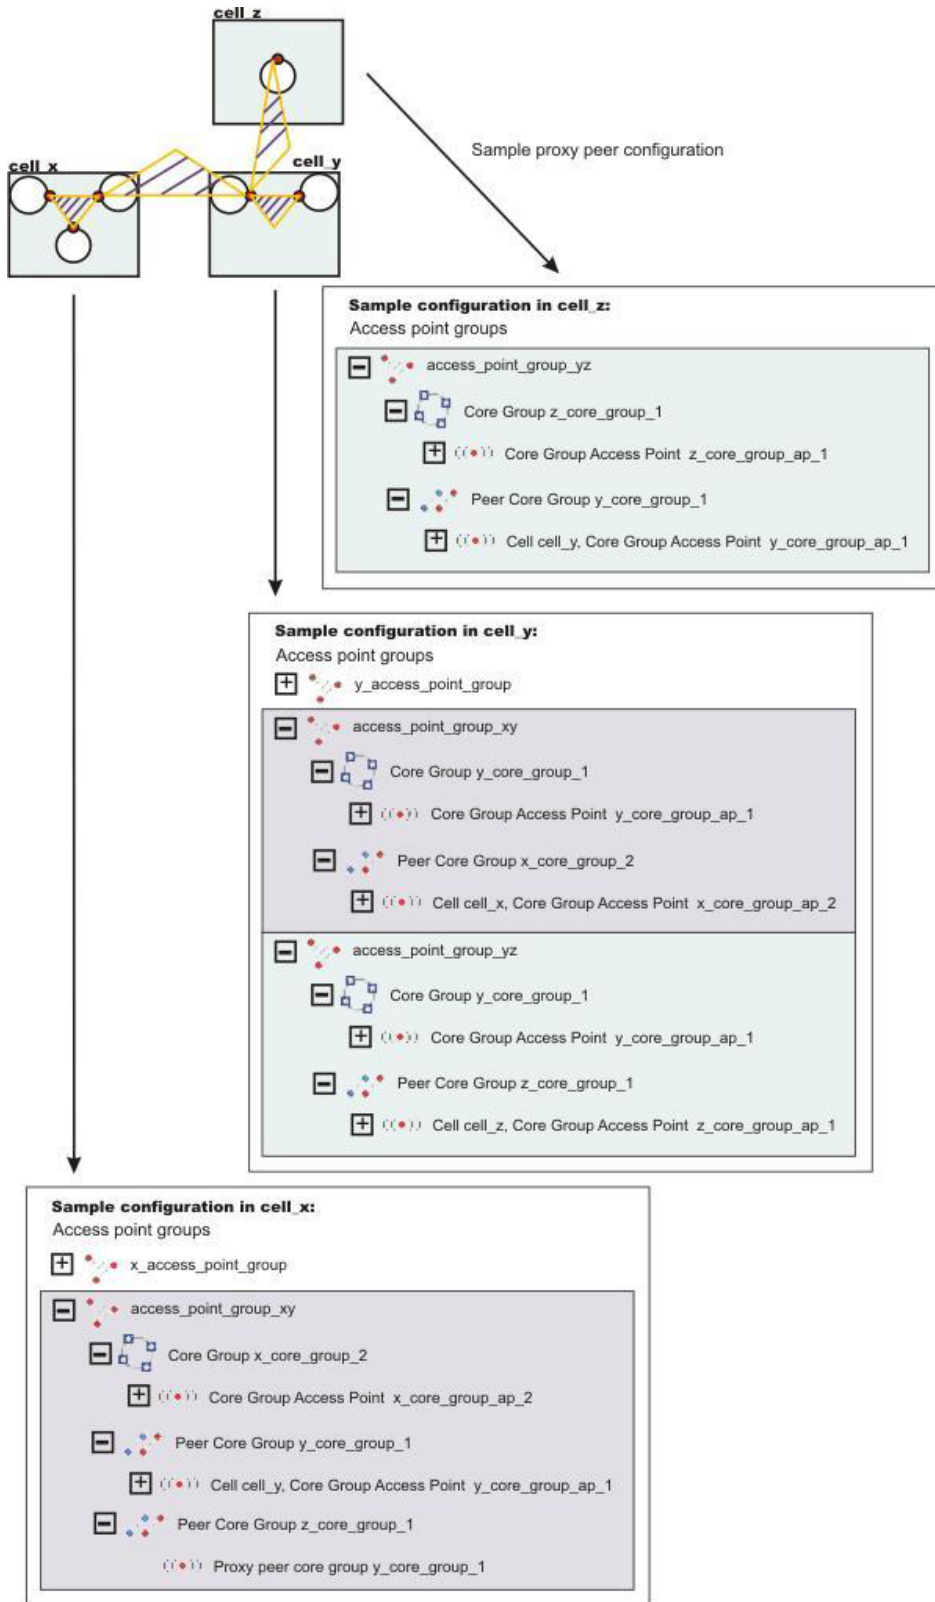 cell_z
cell_x
cell_y
Sample proxy peer configuration
Sample configuration in cell_z:
Access point groups
access_point_group_yz
Core Group z_core_group_1
Core Group Access Point z_core_group_ap_1
Peer Core Group y_core_group_1
Cell cell_y, Core Group Access Point y_core_group_ap_1
Sample configuration in cell_y:
Access point groups
y_access_point_group
access_point_group_xy
Core Group y_core_group_1
Core Group Access Point y_core_group_ap_1
Peer Core Group x_core_group_2
Cell cell_x, Core Group Access Point x_core_group_ap_2
access_point_group_yz
Core Group y_core_group_1
Core Group Access Point y_core_group_ap_1
Peer Core Group z_core_group_1
Cell cell_z, Core Group Access Point z_core_group_ap_1
Sample configuration in cell_x:
Access point groups
x_access_point_group
access_point_group_xy
Core Group x_core_group_2
Core Group Access Point x_core_group_ap_2
Peer Core Group y_core_group_1
Cell cell_y, Core Group Access Point y_core_group_ap_1
Peer Core Group z_core_group_1
Proxy peer core group y_core_group_1